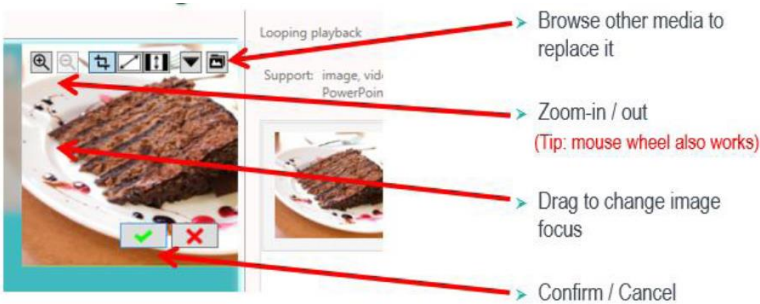 Looping playback
Support: image, vid
PowerPoin
Browse other media to
replace it
Zoom-in / out
(Tip: mouse wheel also works)
Drag to change image
focus
Confirm / Cancel